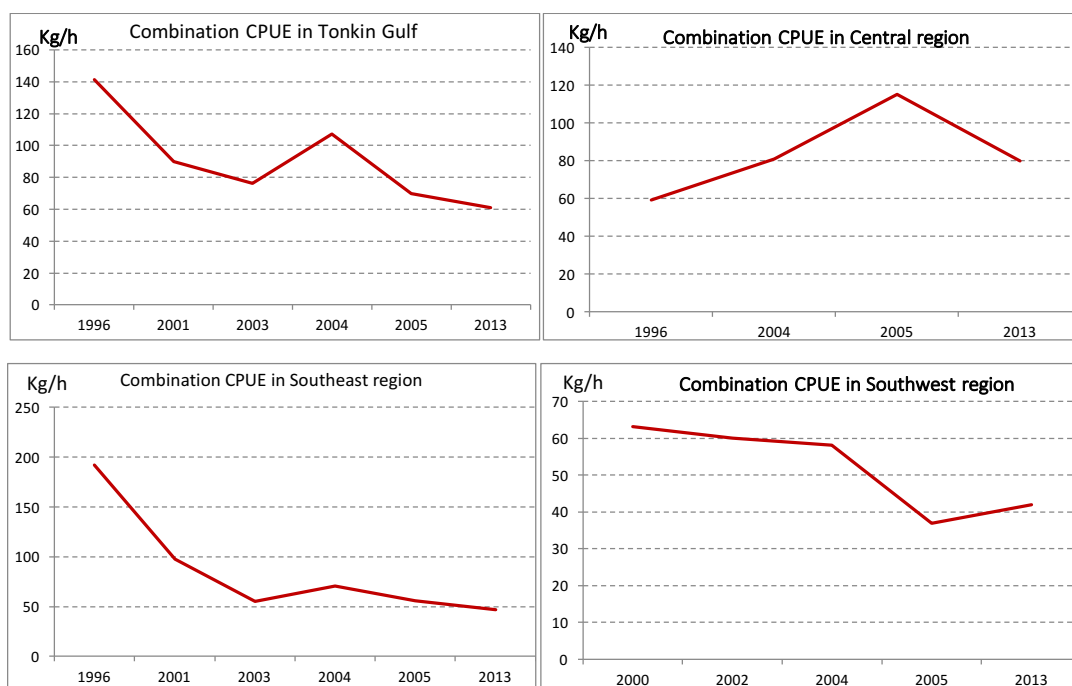 Combination CPUE in Tonkin Gulf
Kg/h
160
140
120
100
80
60
40
20
0
1996 2001 2003 2004 2005 2013
Combination CPUE in Central region
Kg/h
140
120
100
80
60
40
20
0
1996 2004 2005 2013
Combination CPUE in Southeast region
Kg/h
250
200
150
100
50
0
1996 2001 2003 2004 2005 2013
Combination CPUE in Southwest region
Kg/h
70
60
50
40
30
20
10
0
2000 2002 2004 2005 2013